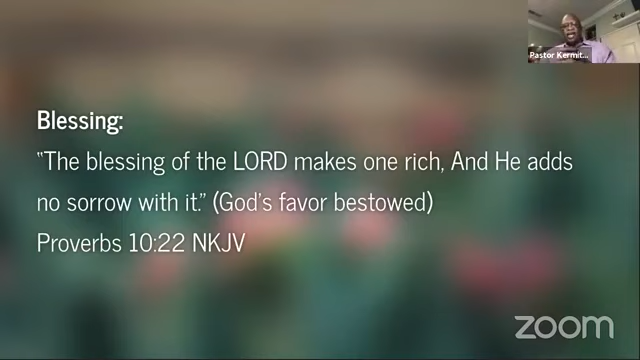 Pastor Kermit...
Blessing:
"The blessing of the LORD makes one rich, And He adds
no sorrow with it." (God's favor bestowed)
Proverbs 10:22 NKJV
zoom